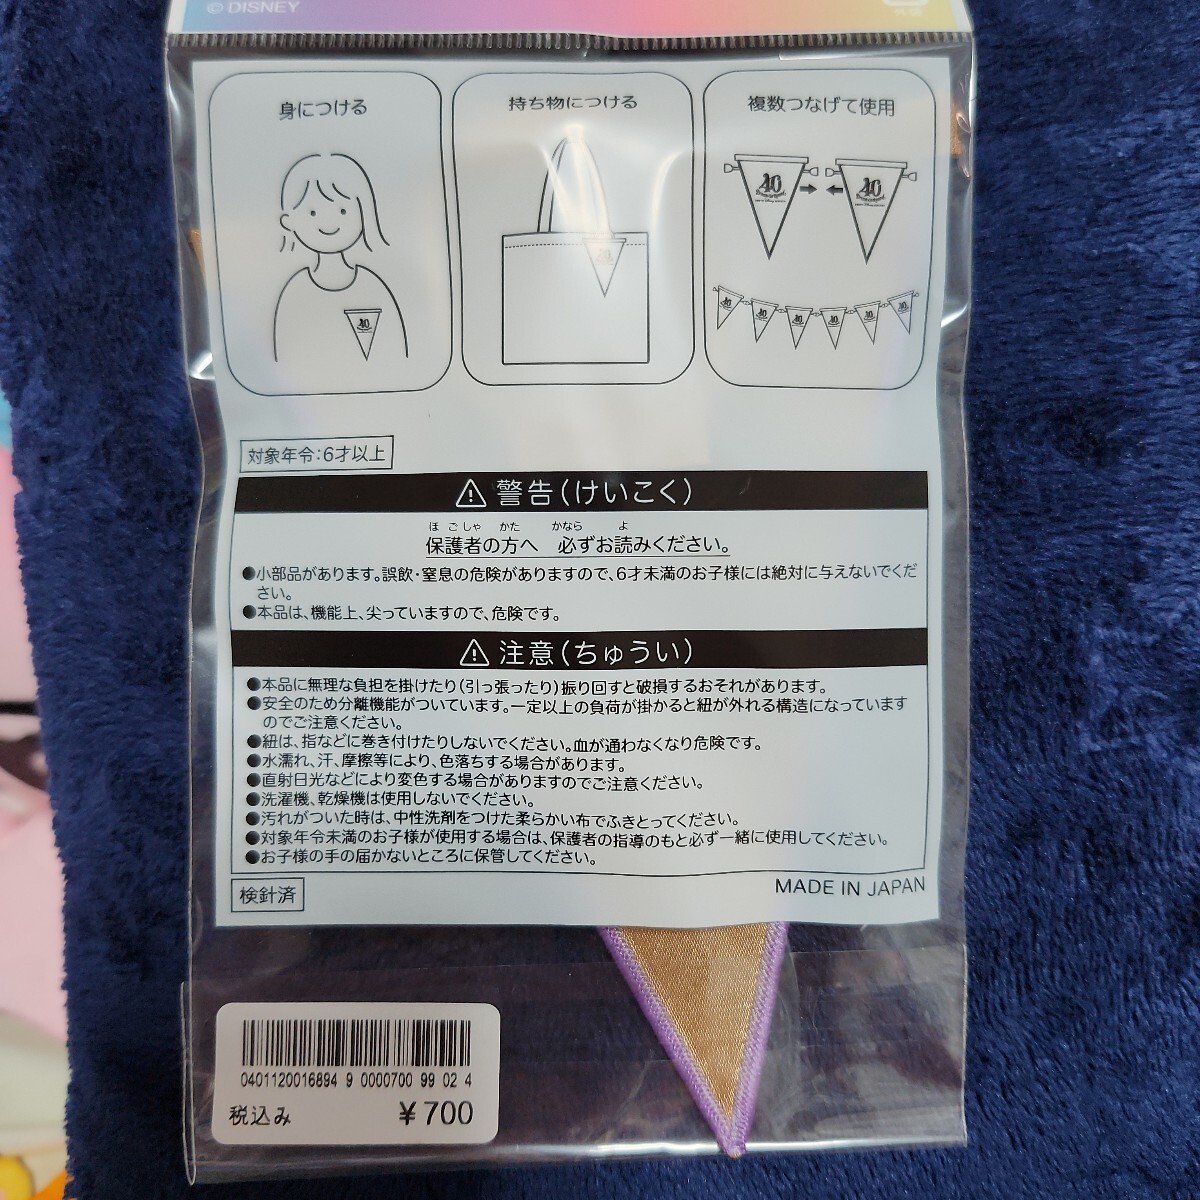 © DISNEY
身につける
持ち物につける
複数つなげて使用
40
40
40
対象年令:6才以上
警告(けいこく)
ほごしゃ かた かなら よ
保護者の方へ 必ずお読みください。
●小部品があります。誤飲・窒息の危険がありますので、6才未満のお子様には絶対に与えないでくだ
さい。
●本品は、機能上、尖っていますので、危険です。
注意(ちゅうい)
●本品に無理な負担を掛けたり(引っ張ったり)振り回すと破損するおそれがあります。
●安全のため分離機能がついています。一定以上の負荷が掛かると紐が外れる構造になっています
のでご注意ください。
●紐は、指などに巻き付けたりしないでください。血が通わなくなり危険です。
●水濡れ、汗、摩擦等により、色落ちする場合があります。
●直射日光などにより変色する場合がありますのでご注意ください。
●洗濯機、乾燥機は使用しないでください。
●汚れがついた時は、中性洗剤をつけた柔らかい布でふきとってください。
●対象年令未満のお子様が使用する場合は、保護者の指導のもと必ず一緒に使用してください。
●お子様の手の届かないところに保管してください。
検針済
MADE IN JAPAN
0401120016894 9 0000700 99 02 4
税込み ¥700